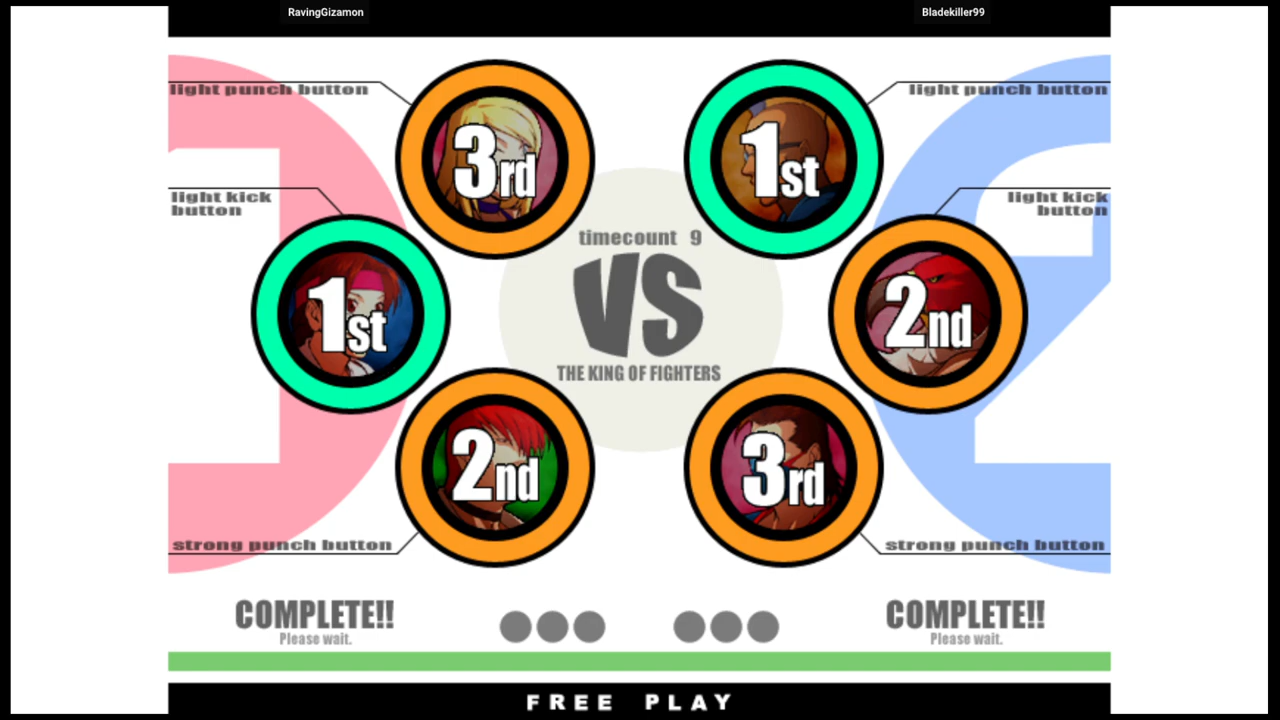 RavingGizamon
Bladekiller99
light punch button
light punch button
3rd
1st
light kick
button
light kick
button
timecount 9
VS
THE KING OF FIGHTERS
1st
2nd
2nd
3rd
strong punch button
strong punch button
COMPLETE!!
Please wait.
COMPLETE!!
Please wait.
FREE PLAY
1
2